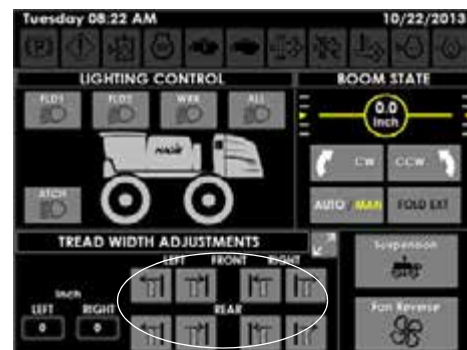 Tuesday 08:22 AM 10/22/2013
(P)
LIGHTING CONTROL
FLD1 FLD2 WRK ALL
HAGIE
ATCH
BOOM STATE
0.0
Inch
CW CCW
AUTO / MAN FOLD EXT
TREAD WIDTH ADJUSTMENTS
LEFT FRONT RIGHT
REAR
Inch
LEFT RIGHT
0 0
Suspension
Fan Reverse